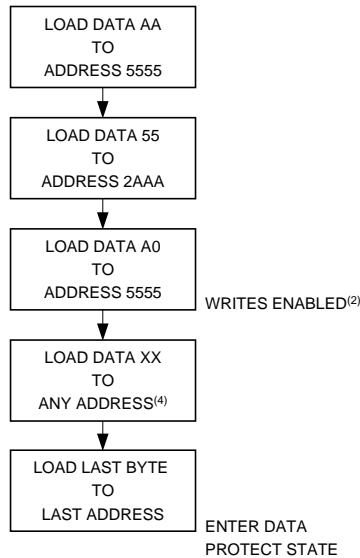 LOAD DATA AA
TO
ADDRESS 5555
LOAD DATA 55
TO
ADDRESS 2AAA
LOAD DATA A0
TO
ADDRESS 5555
WRITES ENABLED(2)
LOAD DATA XX
TO
ANY ADDRESS(4)
LOAD LAST BYTE
TO
LAST ADDRESS
ENTER DATA
PROTECT STATE